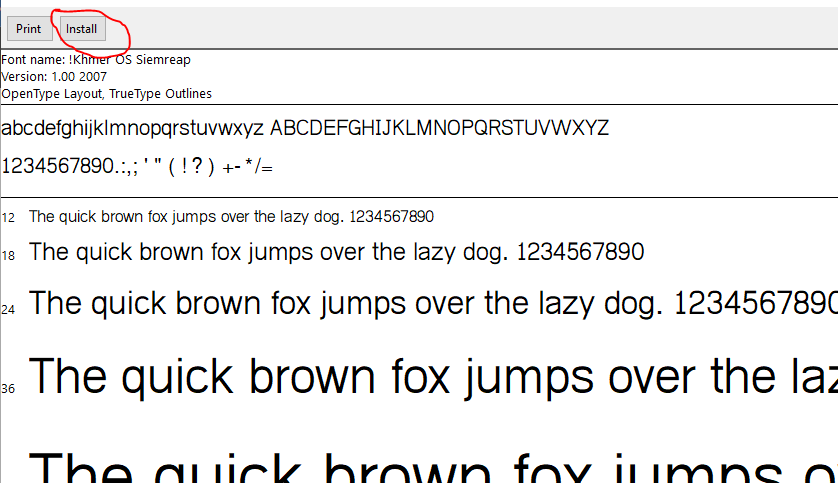 Print Install
Font name: !Khmer OS Siemreap
Version: 1.00 2007
OpenType Layout, TrueType Outlines
abcdefghijklmnopqrstuvwxyz ABCDEFGHIJKLMNOPQRSTUVWXYZ
1234567890.:,; ' " ( ! ? ) +- */=
12 The quick brown fox jumps over the lazy dog. 1234567890
18 The quick brown fox jumps over the lazy dog. 1234567890
24 The quick brown fox jumps over the lazy dog. 1234567890
36 The quick brown fox jumps over the laz
The quick brown fox jumps o